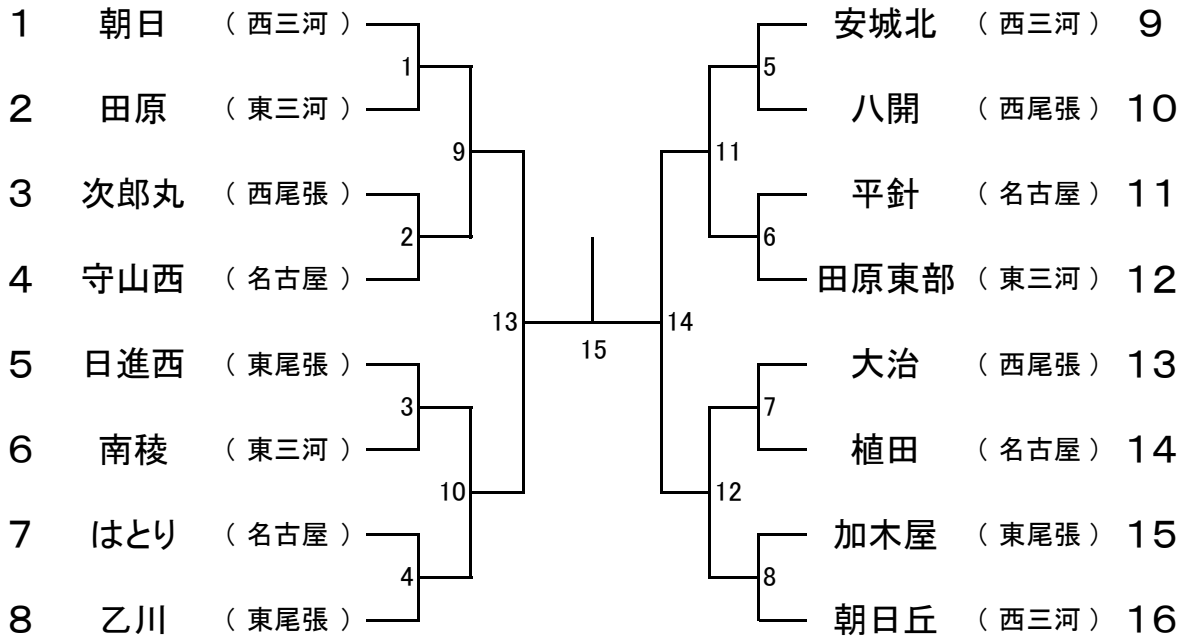 1 朝日 （ 西三河 ） 安城北 （ 西三河 ） 9
1 5
2 田原 （ 東三河 ） 八開 （ 西尾張 ） 10
9 11
3 次郎丸 （ 西尾張 ） 平針 （ 名古屋 ） 11
2 6
4 守山西 （ 名古屋 ） 田原東部 （ 東三河 ） 12
13 14
15
5 日進西 （ 東尾張 ） 大治 （ 西尾張 ） 13
3 7
6 南稜 （ 東三河 ） 植田 （ 名古屋 ） 14
10 12
7 はとり （ 名古屋 ） 加木屋 （ 東尾張 ） 15
4 8
8 乙川 （ 東尾張 ） 朝日丘 （ 西三河 ） 16